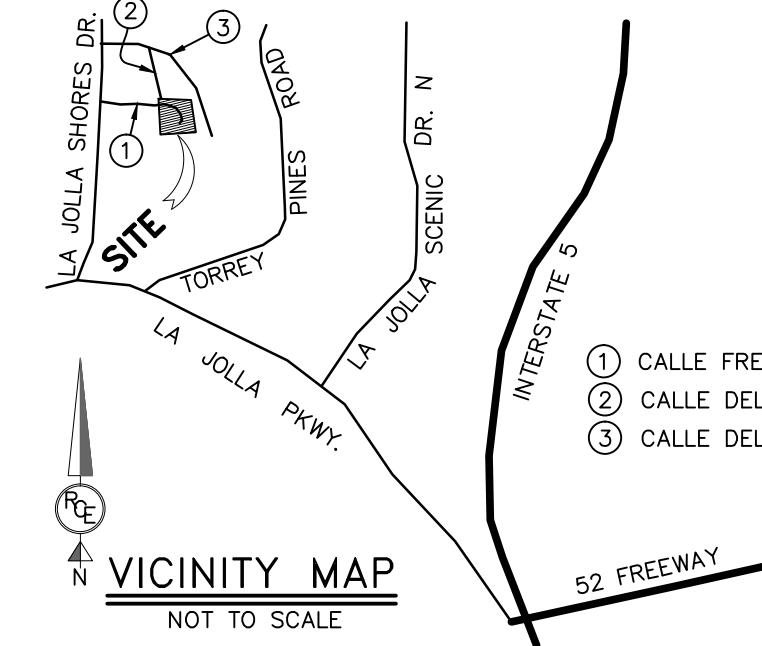 2
3
LA JOLLA SHORES DR.
1
SITE
TORREY PINES ROAD
LA JOLLA SCENIC DR. N
LA JOLLA PKWY.
INTERSTATE 5
1 CALLE FRE
2 CALLE DEL
3 CALLE DEL
RCE
N
VICINITY MAP
NOT TO SCALE
52 FREEWAY